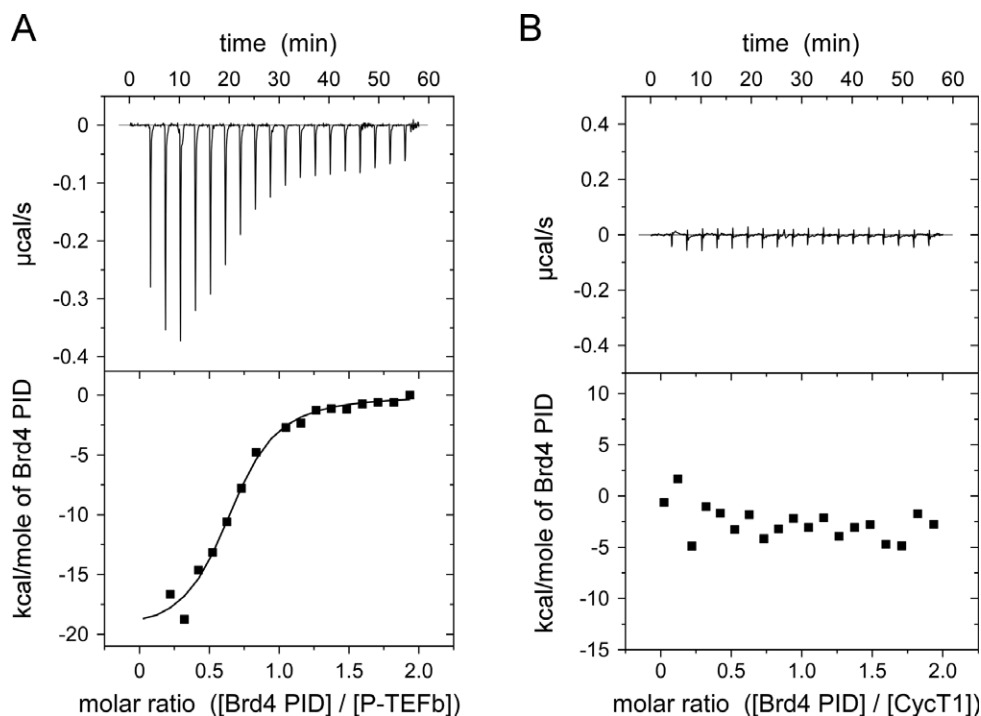 A
time (min)
0 10 20 30 40 50 60
0
-0.1
-0.2
-0.3
-0.4
µcal/s
0
-5
-10
-15
-20
kcal/mole of Brd4 PID
0 0.5 1.0 1.5 2.0
molar ratio ([Brd4 PID] / [P-TEFb])
B
time (min)
0 10 20 30 40 50 60
0.4
0.2
0
-0.2
-0.4
µcal/s
10
5
0
-5
-10
-15
kcal/mole of Brd4 PID
0 0.5 1.0 1.5 2.0
molar ratio ([Brd4 PID] / [CycT1])